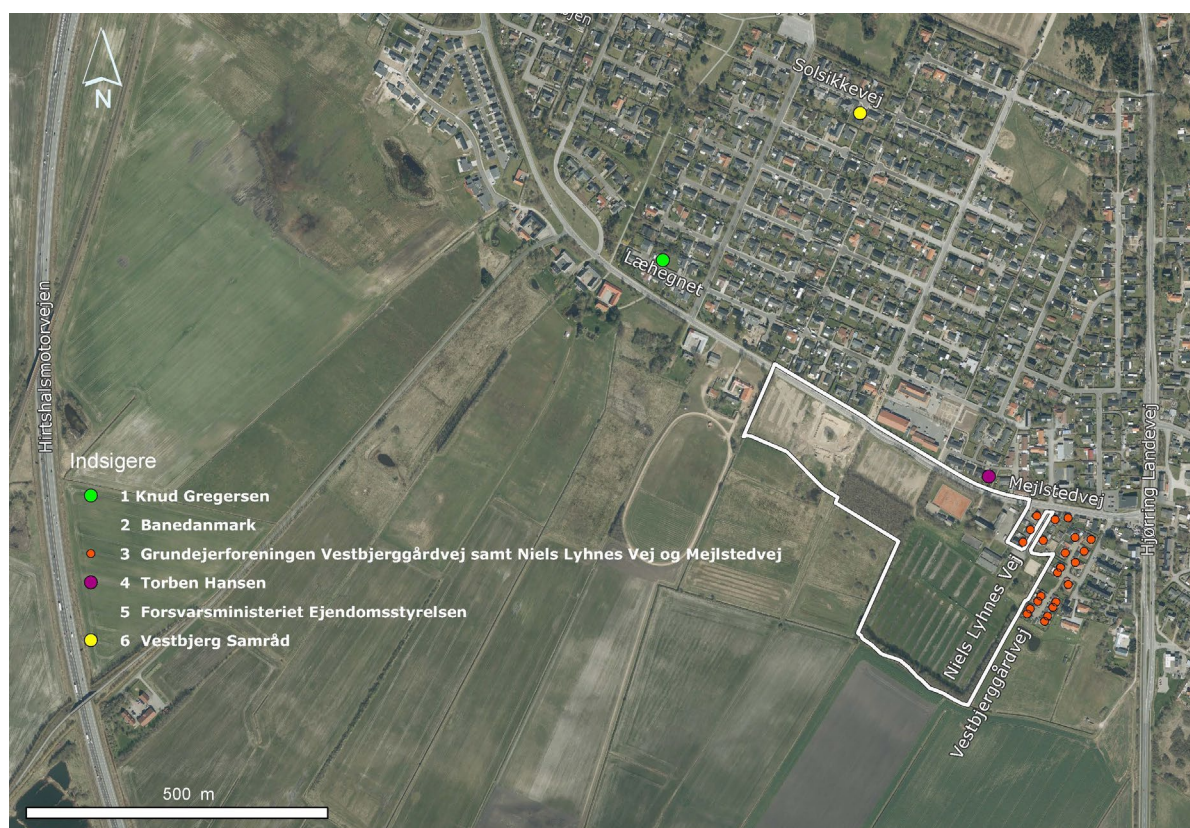 Solsikkevej
N
Læhegnet
Hirtshalsmotorvejen
Indsigere
1 Knud Gregersen
2 Banedanmark
3 Grundejerforeningen Vestbjerggårdvej samt Niels Lyhnes Vej og Mejlstedvej
4 Torben Hansen
5 Forsvarsministeriet Ejendomsstyrelsen
6 Vestbjerg Samråd
Mejlstedvej
Hjørring Landevej
Niels Lyhnes Vej
Vestbjerggårdvej
500 m